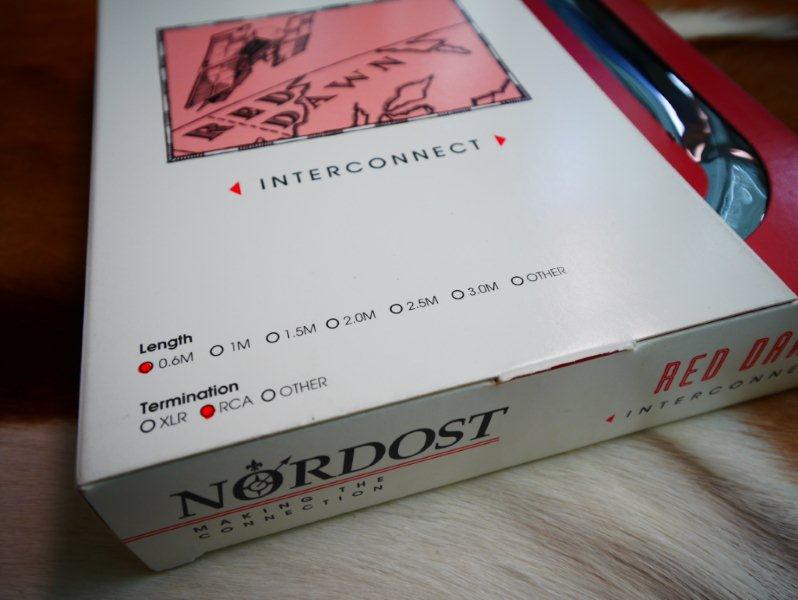 RED
DAWN
INTERCONNECT
Length
0.6M 1M 1.5M 2.0M 2.5M 3.0M OTHER
Termination
XLR RCA OTHER
NORDOST
MAKING THE
CONNECTION
RED